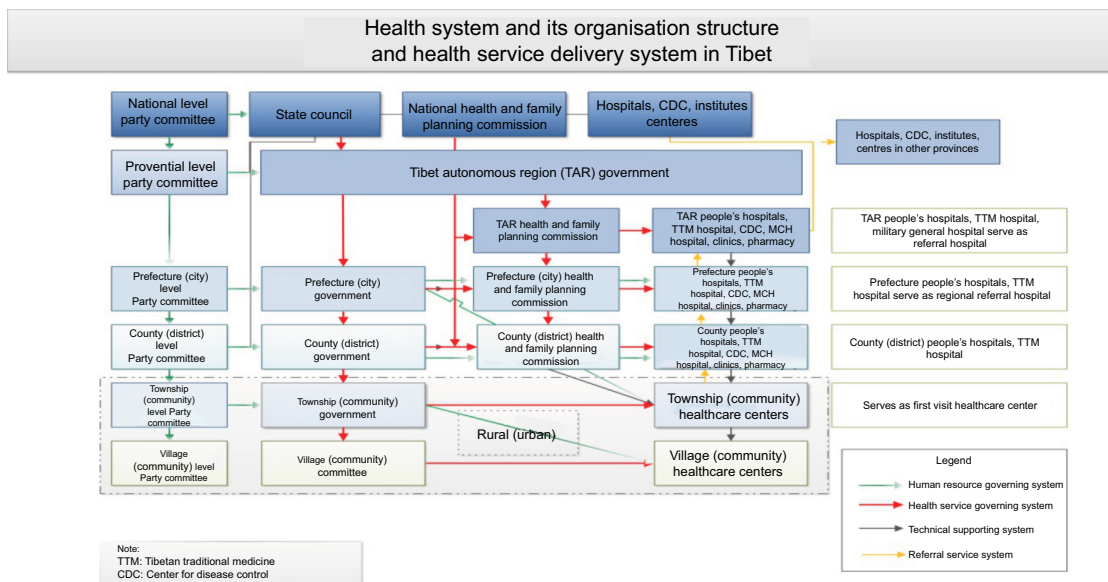 Health system and its organisation structure
and health service delivery system in Tibet
National level
party committee
State council
National health and family
planning commission
Hospitals, CDC, institutes
centeres
Hospitals, CDC, institutes,
centres in other provinces
Provential level
party committee
Tibet autonomous region (TAR) government
TAR health and family
planning commission
TAR people's hospitals,
TTM hospital, CDC, MCH
hospital, clinics, pharmacy
TAR people's hospitals, TTM hospital,
military general hospital serve as
referral hospital
Prefecture (city)
level
Party committee
Prefecture (city)
government
Prefecture (city) health
and family planning
commission
Prefecture people's
hospitals, TTM
hospital, CDC, MCH
hospital, clinics, pharmacy
Prefecture people's hospitals, TTM
hospital serve as regional referral hospital
County (district)
level
Party committee
County (district)
government
County (district) health
and family planning
commission
County people's
hospitals, TTM
hospital, CDC, MCH
hospital, clinics, pharmacy
County (district) people's hospitals, TTM
hospital
Township
(community)
level Party
committee
Township (community)
government
Township (community)
healthcare centers
Serves as first visit healthcare center
Rural (urban)
Village
(community) level
Party committee
Village (community)
committee
Village (community)
healthcare centers
Legend
Human resource governing system
Health service governing system
Technical supporting system
Referral service system
Note:
TTM: Tibetan traditional medicine
CDC: Center for disease control